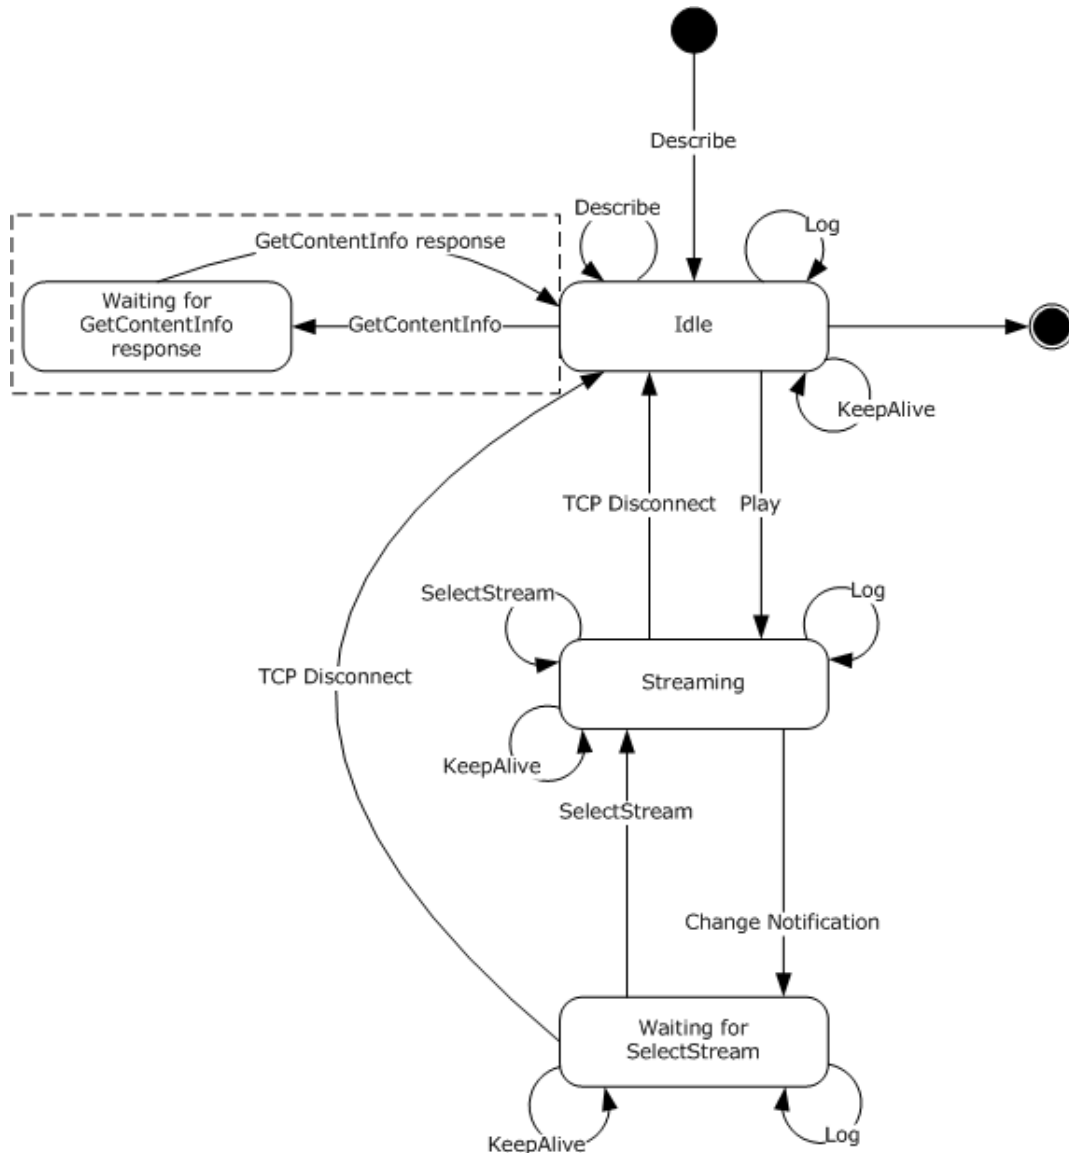 Describe
Describe
Log
GetContentInfo response
Waiting for
GetContentInfo
response
GetContentInfo
Idle
KeepAlive
TCP Disconnect
Play
SelectStream
Log
TCP Disconnect
Streaming
KeepAlive
SelectStream
Change Notification
Waiting for
SelectStream
KeepAlive
Log